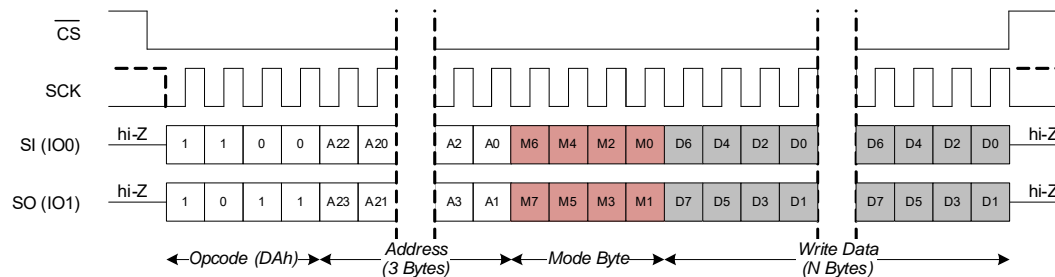 CS
SCK
hi-Z SI (IO0) 1 1 0 0 A22 A20 A2 A0 M6 M4 M2 M0 D6 D4 D2 D0 D6 D4 D2 D0 hi-Z
hi-Z SO (IO1) 1 0 1 1 A23 A21 A3 A1 M7 M5 M3 M1 D7 D5 D3 D1 D7 D5 D3 D1 hi-Z
Opcode (DAh) Address Mode Byte Write Data
(3 Bytes) (N Bytes)